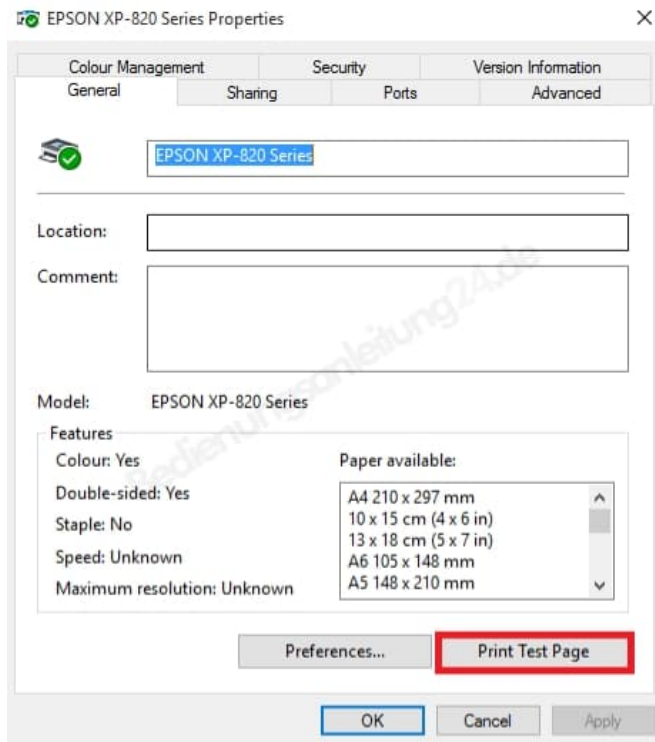 EPSON XP-820 Series Properties
Colour Management Security Version Information
General Sharing Ports Advanced
EPSON XP-820 Series
Location:
Comment:
Model: EPSON XP-820 Series
Features
Colour: Yes
Double-sided: Yes
Staple: No
Speed: Unknown
Maximum resolution: Unknown
Paper available:
A4 210 x 297 mm
10 x 15 cm (4 x 6 in)
13 x 18 cm (5 x 7 in)
A6 105 x 148 mm
A5 148 x 210 mm
Preferences... Print Test Page
OK Cancel Apply
Bedienungsanleitung24.de